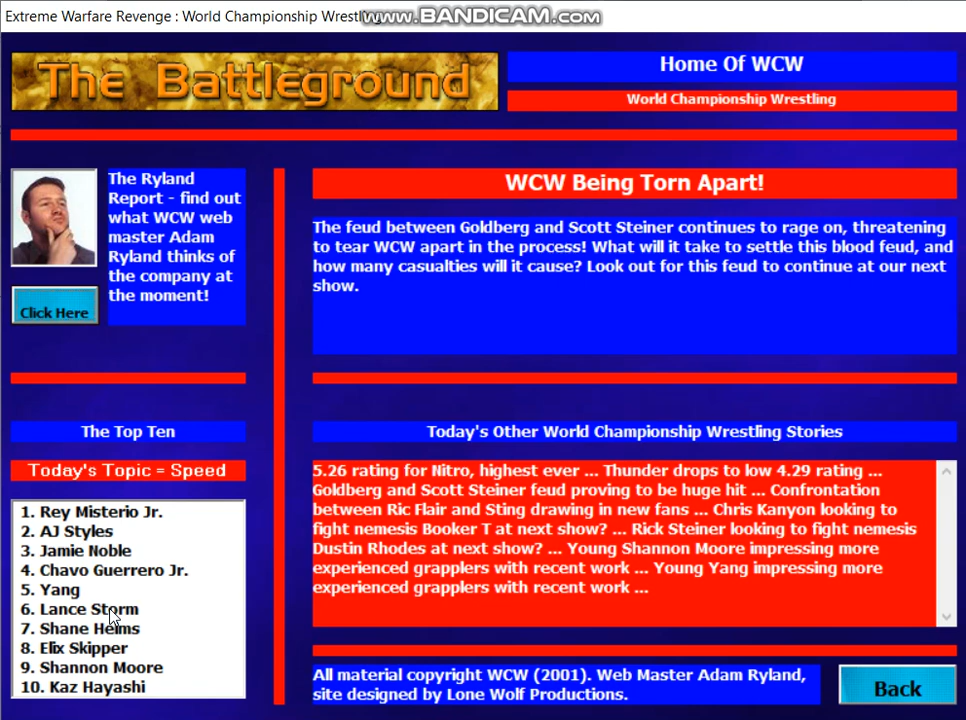 Extreme Warfare Revenge : World Championship Wrestling
www.BANDICAM.com
The Battleground
Home Of WCW
World Championship Wrestling
The Ryland
Report - find out
what WCW web
master Adam
Ryland thinks of
the company at
the moment!
Click Here
WCW Being Torn Apart!
The feud between Goldberg and Scott Steiner continues to rage on, threatening
to tear WCW apart in the process! What will it take to settle this blood feud, and
how many casualties will it cause? Look out for this feud to continue at our next
show.
The Top Ten
Today's Topic = Speed
1. Rey Misterio Jr.
2. AJ Styles
3. Jamie Noble
4. Chavo Guerrero Jr.
5. Yang
6. Lance Storm
7. Shane Helms
8. Elix Skipper
9. Shannon Moore
10. Kaz Hayashi
Today's Other World Championship Wrestling Stories
5.26 rating for Nitro, highest ever ... Thunder drops to low 4.29 rating ...
Goldberg and Scott Steiner feud proving to be huge hit ... Confrontation
between Ric Flair and Sting drawing in new fans ... Chris Kanyon looking to
fight nemesis Booker T at next show? ... Rick Steiner looking to fight nemesis
Dustin Rhodes at next show? ... Young Shannon Moore impressing more
experienced grapplers with recent work ... Young Yang impressing more
experienced grapplers with recent work ...
All material copyright WCW (2001). Web Master Adam Ryland,
site designed by Lone Wolf Productions.
Back